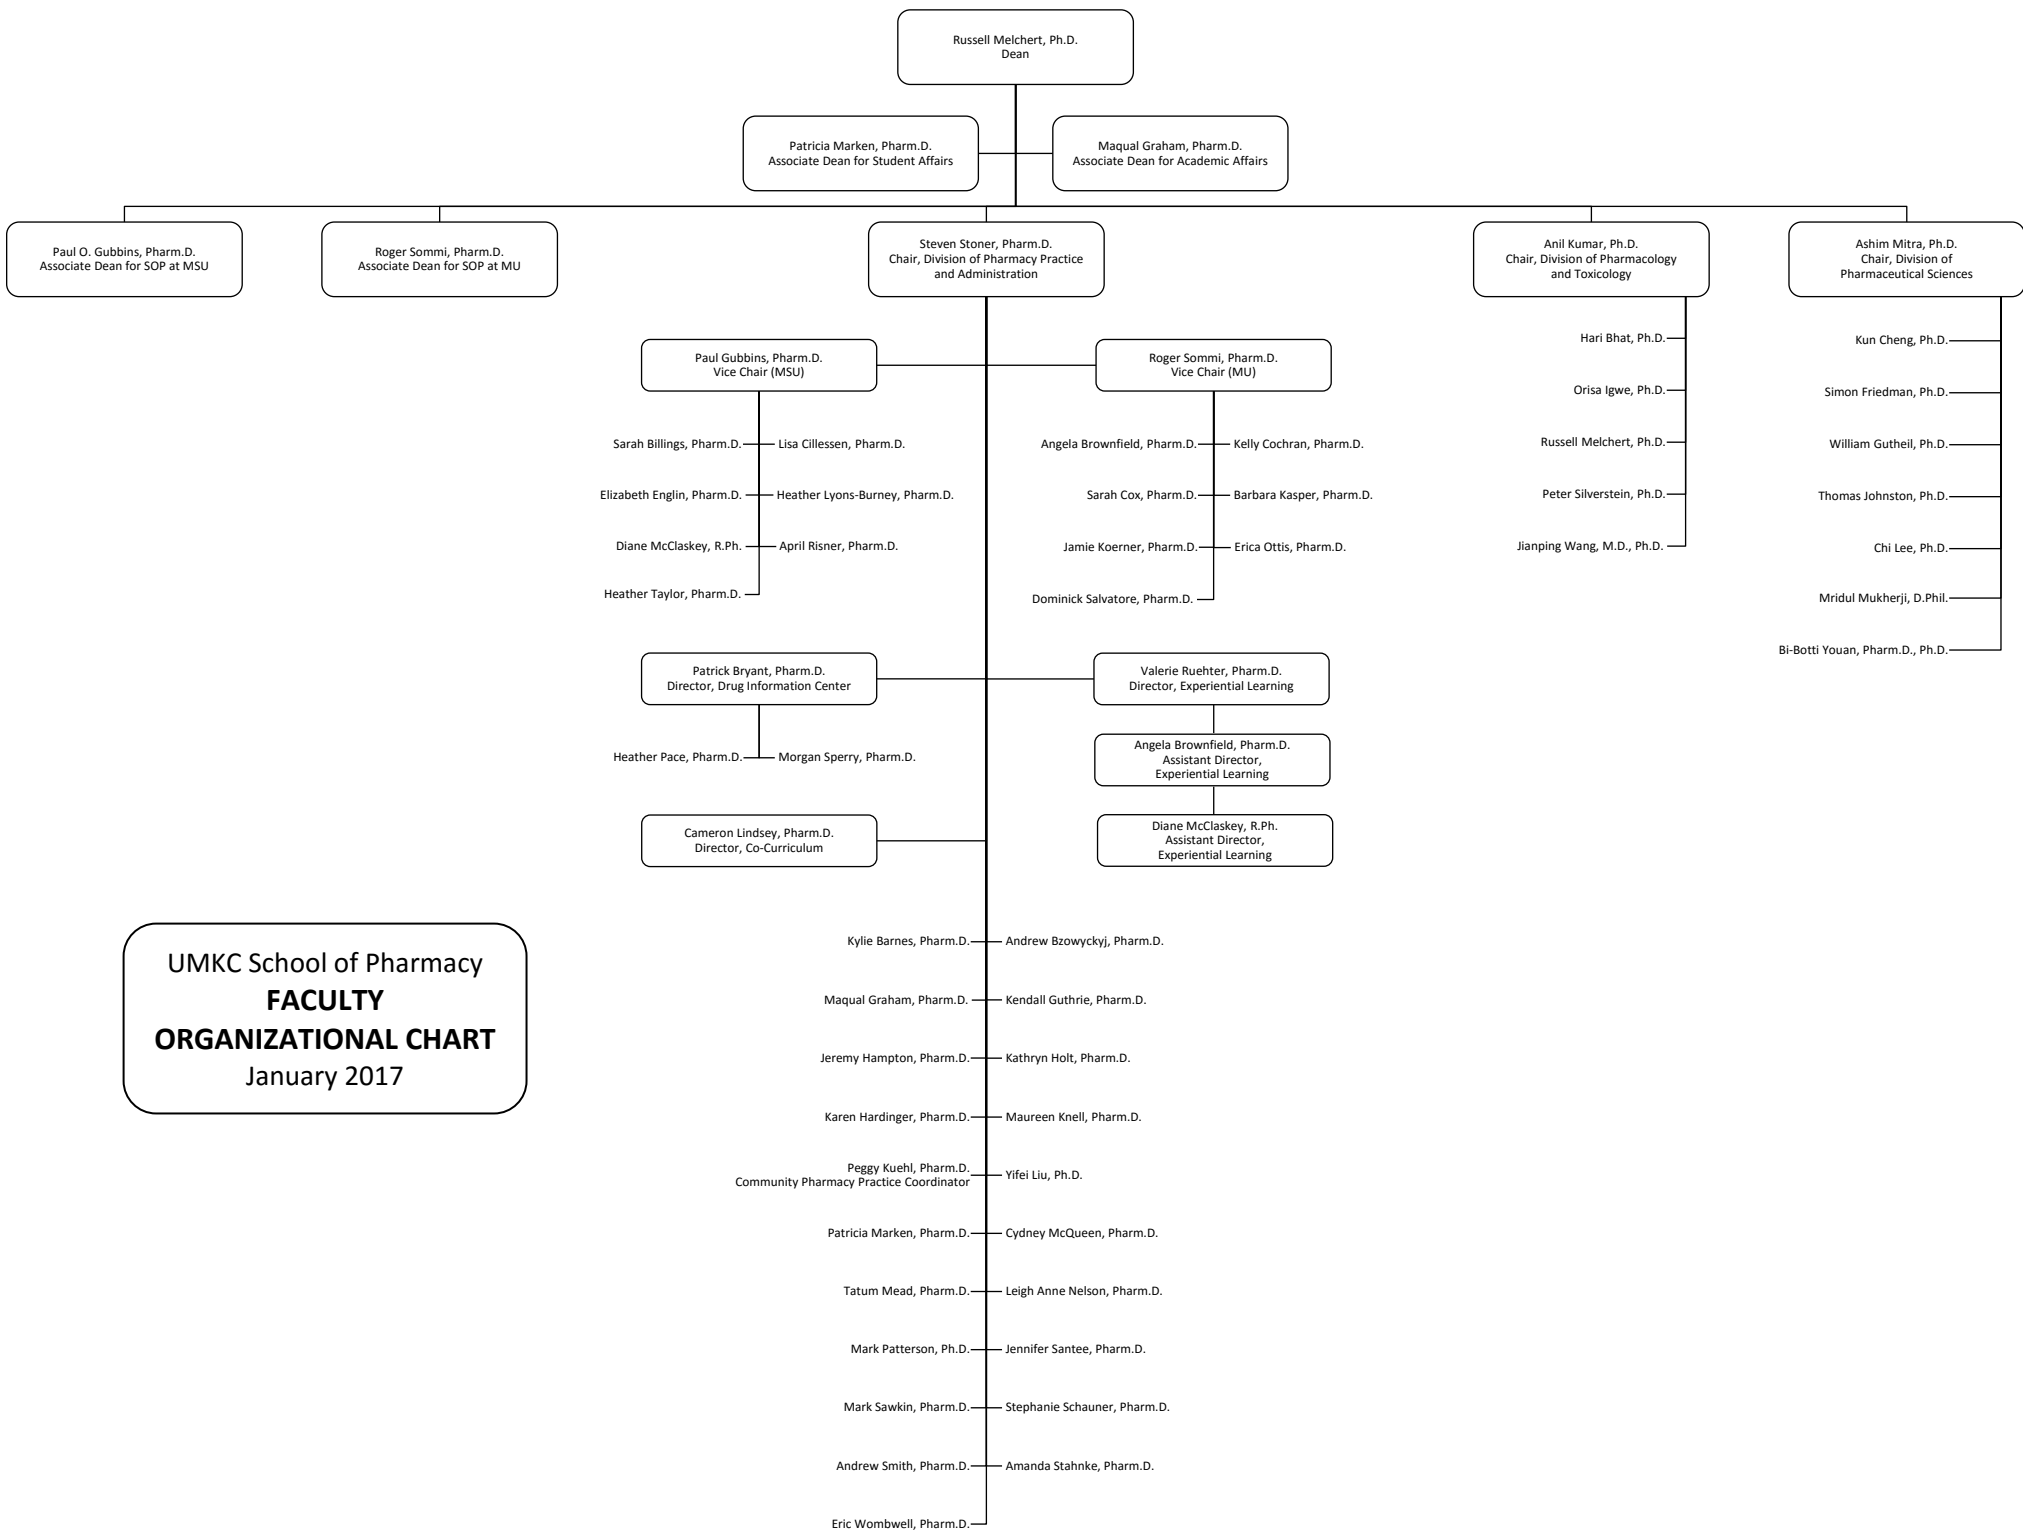 Russell Melchert, Ph.D.
Dean
Patricia Marken, Pharm.D.
Associate Dean for Student Affairs
Maqual Graham, Pharm.D.
Associate Dean for Academic Affairs
Paul O. Gubbins, Pharm.D.
Associate Dean for SOP at MSU
Roger Sommi, Pharm.D.
Associate Dean for SOP at MU
Steven Stoner, Pharm.D.
Chair, Division of Pharmacy Practice
and Administration
Anil Kumar, Ph.D.
Chair, Division of Pharmacology
and Toxicology
Ashim Mitra, Ph.D.
Chair, Division of
Pharmaceutical Sciences
Paul Gubbins, Pharm.D.
Vice Chair (MSU)
Sarah Billings, Pharm.D.
Lisa Cillessen, Pharm.D.
Elizabeth Englin, Pharm.D.
Heather Lyons-Burney, Pharm.D.
Diane McClaskey, R.Ph.
April Risner, Pharm.D.
Heather Taylor, Pharm.D.
Roger Sommi, Pharm.D.
Vice Chair (MU)
Angela Brownfield, Pharm.D.
Kelly Cochran, Pharm.D.
Sarah Cox, Pharm.D.
Barbara Kasper, Pharm.D.
Jamie Koerner, Pharm.D.
Erica Ottis, Pharm.D.
Dominick Salvatore, Pharm.D.
Hari Bhat, Ph.D.
Orisa Igwe, Ph.D.
Russell Melchert, Ph.D.
Peter Silverstein, Ph.D.
Jianping Wang, M.D., Ph.D.
Kun Cheng, Ph.D.
Simon Friedman, Ph.D.
William Gutheil, Ph.D.
Thomas Johnston, Ph.D.
Chi Lee, Ph.D.
Mridul Mukherji, D.Phil.
Bi-Botti Youan, Pharm.D., Ph.D.
Patrick Bryant, Pharm.D.
Director, Drug Information Center
Heather Pace, Pharm.D.
Morgan Sperry, Pharm.D.
Valerie Ruehter, Pharm.D.
Director, Experiential Learning
Angela Brownfield, Pharm.D.
Assistant Director,
Experiential Learning
Diane McClaskey, R.Ph.
Assistant Director,
Experiential Learning
Cameron Lindsey, Pharm.D.
Director, Co-Curriculum
UMKC School of Pharmacy
FACULTY
ORGANIZATIONAL CHART
January 2017
Kylie Barnes, Pharm.D.
Andrew Bzowyckyj, Pharm.D.
Maqual Graham, Pharm.D.
Kendall Guthrie, Pharm.D.
Jeremy Hampton, Pharm.D.
Kathryn Holt, Pharm.D.
Karen Hardinger, Pharm.D.
Maureen Knell, Pharm.D.
Peggy Kuehl, Pharm.D.
Community Pharmacy Practice Coordinator
Yifei Liu, Ph.D.
Patricia Marken, Pharm.D.
Cydney McQueen, Pharm.D.
Tatum Mead, Pharm.D.
Leigh Anne Nelson, Pharm.D.
Mark Patterson, Ph.D.
Jennifer Santee, Pharm.D.
Mark Sawkin, Pharm.D.
Stephanie Schauner, Pharm.D.
Andrew Smith, Pharm.D.
Amanda Stahnke, Pharm.D.
Eric Wombwell, Pharm.D.